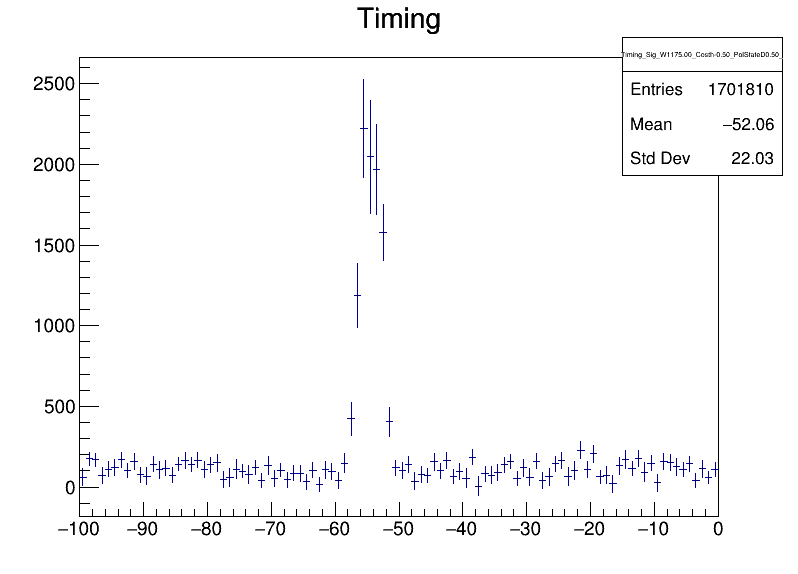 Timing
Timing_Sig_W1175.00_Costh-0.50_PolStateD0.50_
Entries 1701810
Mean −52.06
Std Dev 22.03
2500
2000
1500
1000
500
0
−100 −90 −80 −70 −60 −50 −40 −30 −20 −10 0